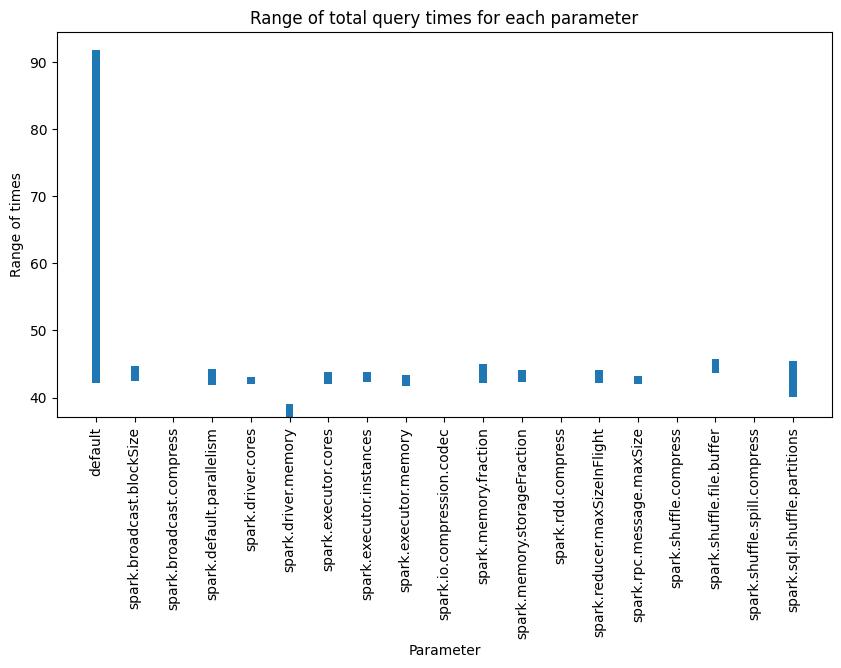 Range of total query times for each parameter
Range of times
90
80
70
60
50
40
default
spark.broadcast.blockSize
spark.broadcast.compress
spark.default.parallelism
spark.driver.cores
spark.driver.memory
spark.executor.cores
spark.executor.instances
spark.executor.memory
spark.io.compression.codec
spark.memory.fraction
spark.memory.storageFraction
spark.rdd.compress
spark.reducer.maxSizeInFlight
spark.rpc.message.maxSize
spark.shuffle.compress
spark.shuffle.file.buffer
spark.shuffle.spill.compress
spark.sql.shuffle.partitions
Parameter